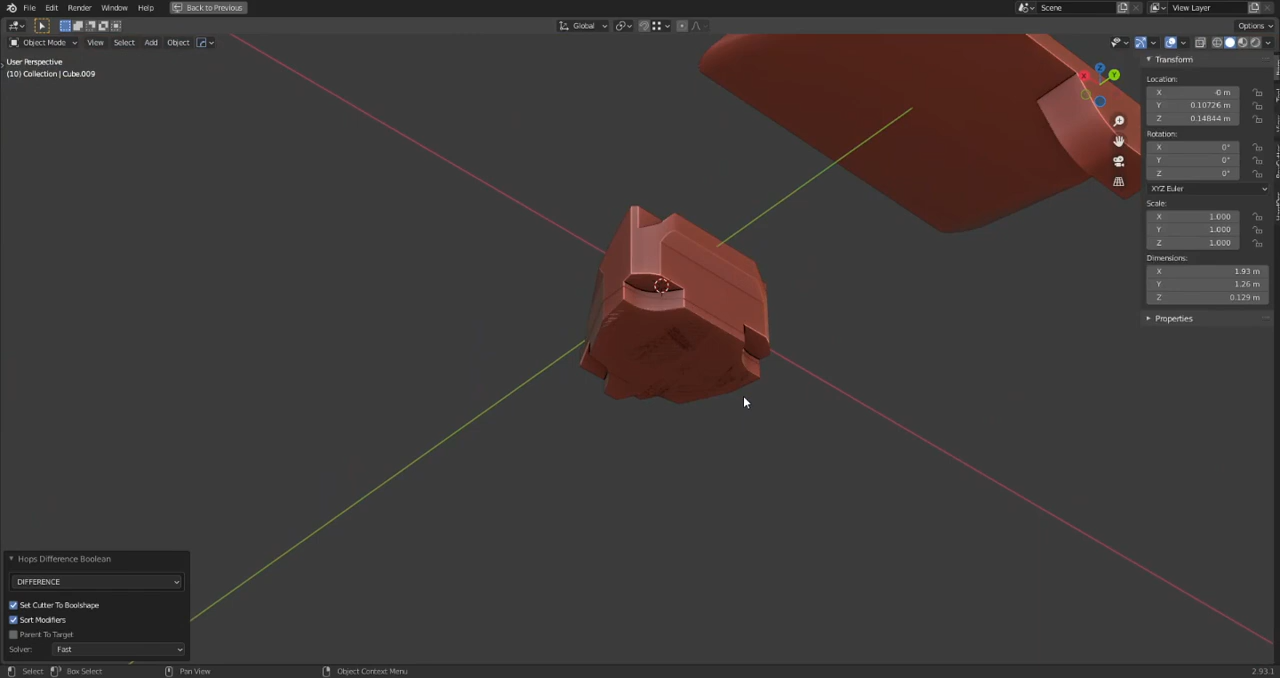 File Edit Render Window Help Back to Previous Scene View Layer
Global Options
Object Mode View Select Add Object
User Perspective
(10) Collection | Cube.009
Z
Y
X
Transform
Location:
X -0 m
Y 0.10726 m
Z 0.14844 m
Rotation:
X 0°
Y 0°
Z 0°
XYZ Euler
Scale:
X 1.000
Y 1.000
Z 1.000
Dimensions:
X 1.93 m
Y 1.26 m
Z 0.129 m
Properties
Hops Difference Boolean
DIFFERENCE
Set Cutter To Boolshape
Sort Modifiers
Parent To Target
Solver: Fast
Select Box Select Pan View Object Context Menu 2.93.1